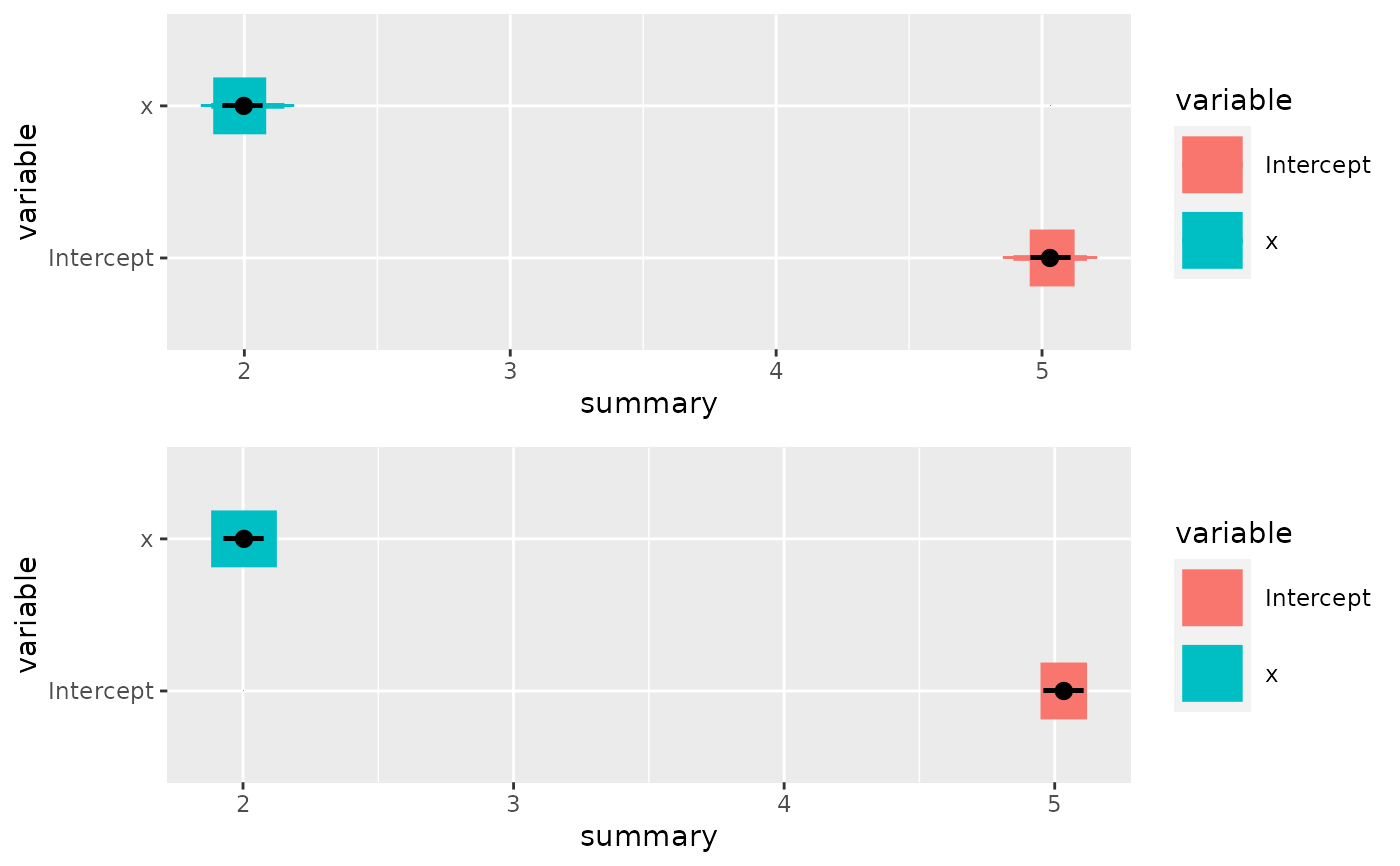 variable
x
Intercept
2 3 4 5
summary
variable
Intercept
x
variable
x
Intercept
2 3 4 5
summary
variable
Intercept
x